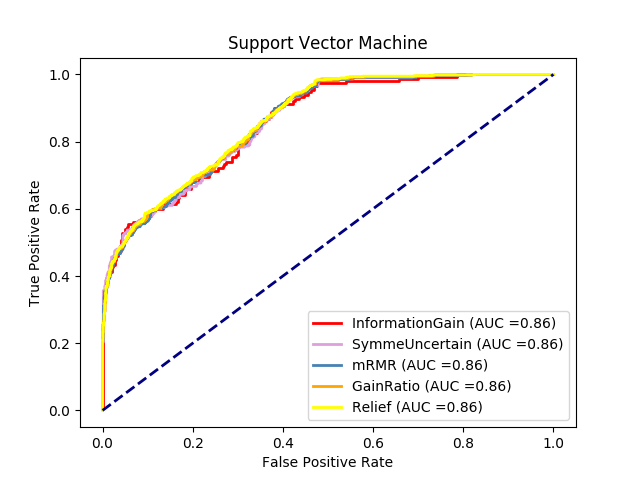 Support Vector Machine
True Positive Rate
1.0
0.8
0.6
0.4
0.2
0.0
InformationGain (AUC =0.86)
SymmeUncertain (AUC =0.86)
mRMR (AUC =0.86)
GainRatio (AUC =0.86)
Relief (AUC =0.86)
0.0 0.2 0.4 0.6 0.8 1.0
False Positive Rate